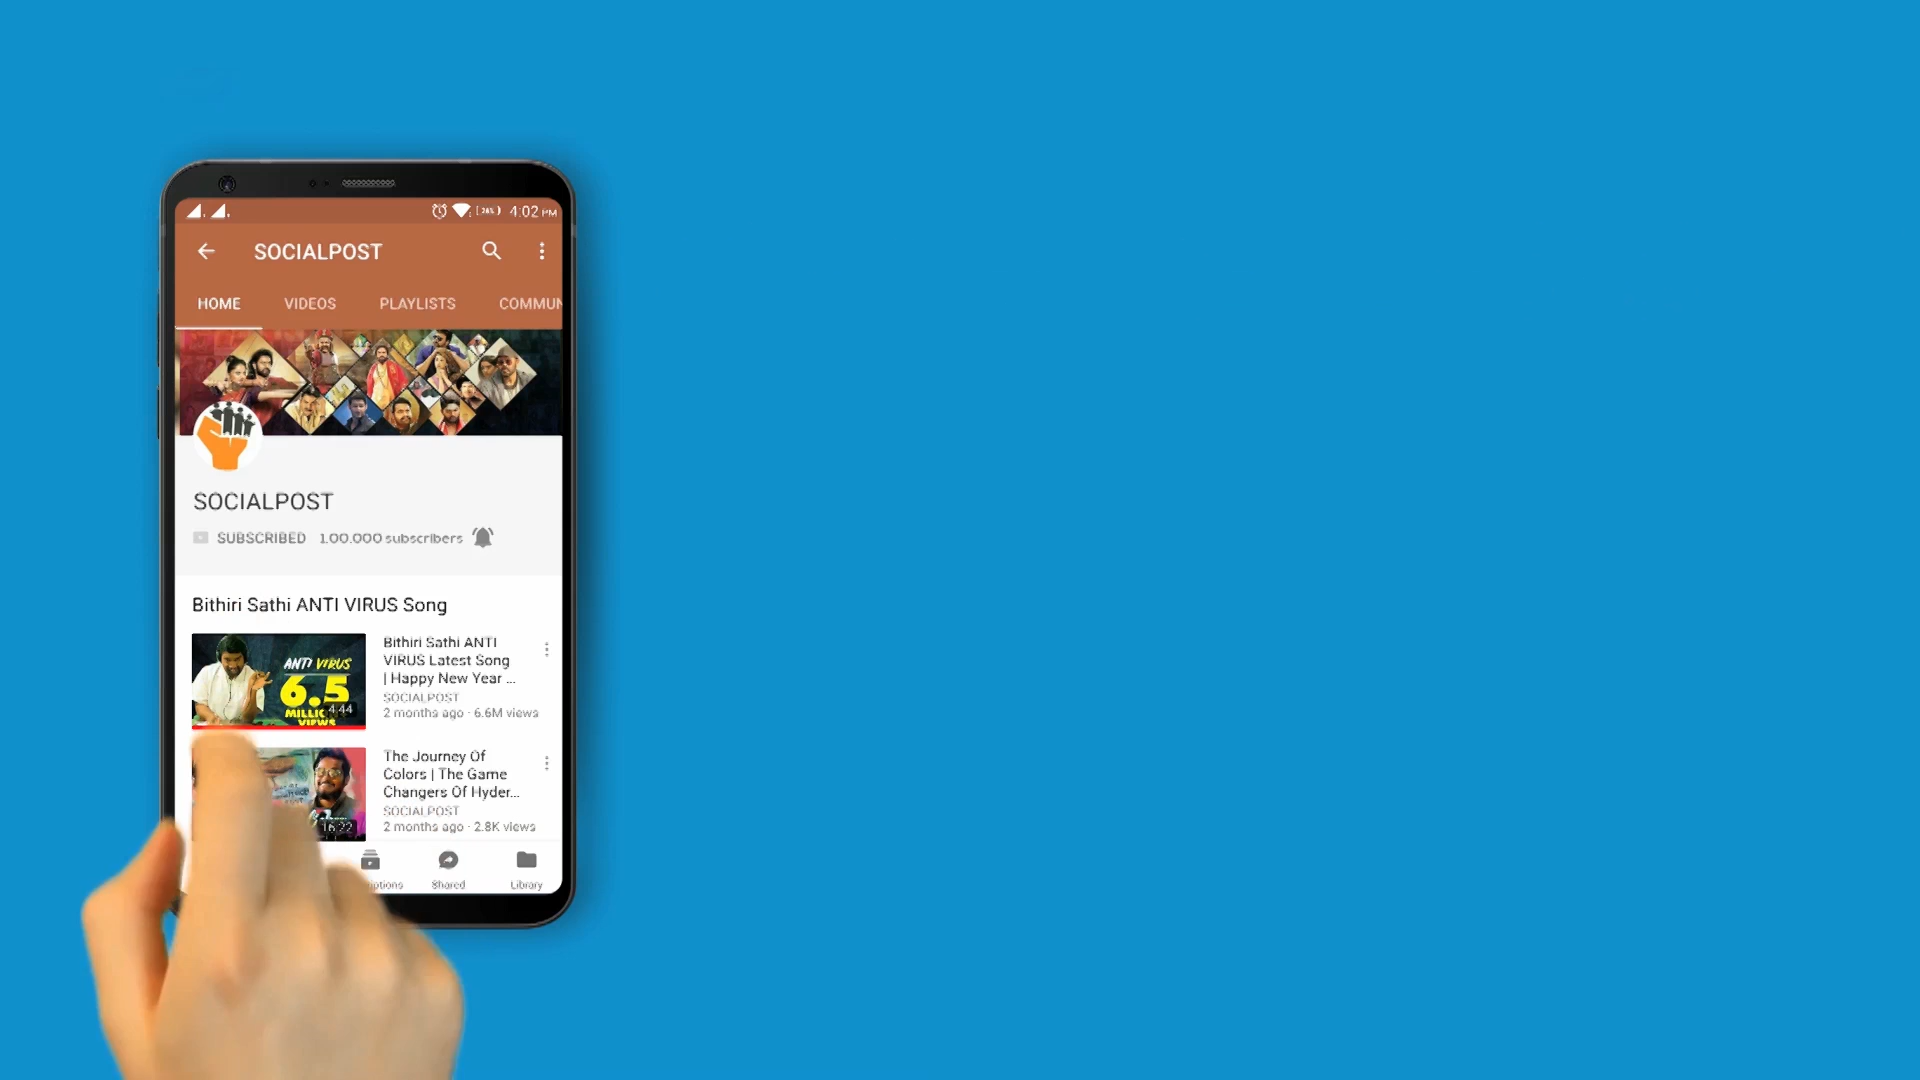 4:02 PM
SOCIALPOST
HOME VIDEOS PLAYLISTS COMMUN
SOCIALPOST
SUBSCRIBED 1,00,000 subscribers
Bithiri Sathi ANTI VIRUS Song
ANTI VIRUS
6.5
4:44
VIEWS
Bithiri Sathi ANTI
VIRUS Latest Song
| Happy New Year ...
SOCIALPOST
2 months ago · 6.6M views
16:22
The Journey Of
Colors | The Game
Changers Of Hyder...
SOCIALPOST
2 months ago · 2.8K views
Shared Library